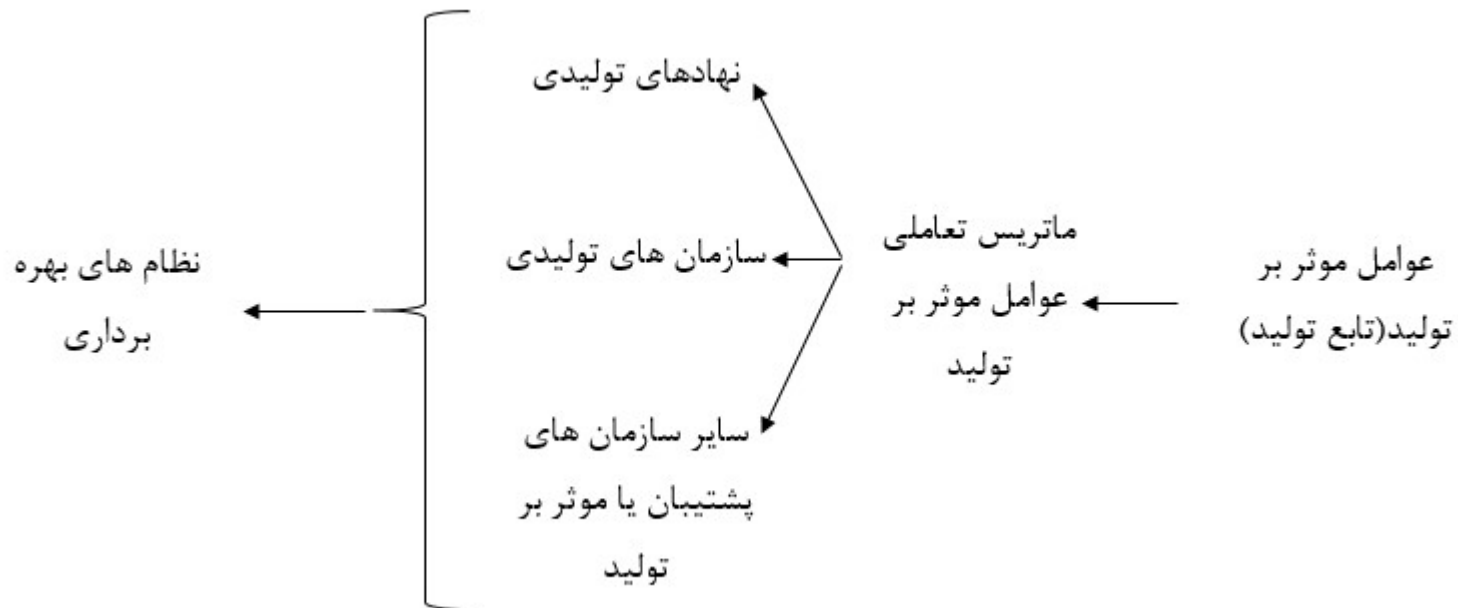 عوامل موثر بر
تولید(تابع تولید)
ماتریس تعاملی
عوامل موثر بر
تولید
نهادهای تولیدی
سازمان های تولیدی
سایر سازمان های
پشتیبان یا موثر بر
تولید
نظام های بهره
برداری